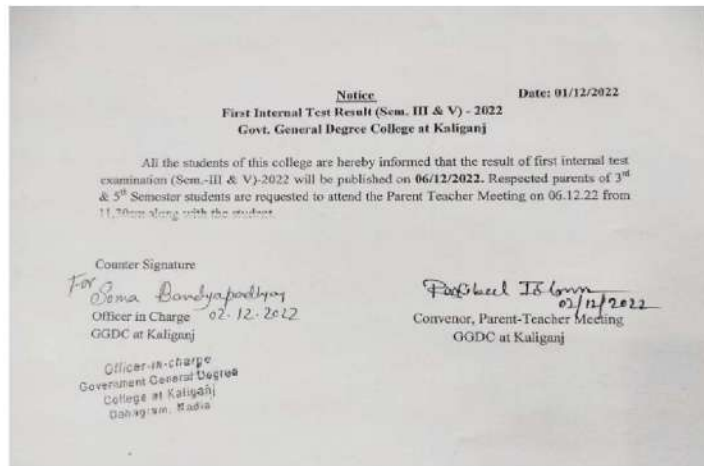 Notice
Date: 01/12/2022
First Internal Test Result (Sem. III & V) - 2022
Govt. General Degree College at Kaliganj
All the students of this college are hereby informed that the result of first internal test
examination (Sem.-III & V)-2022 will be published on 06/12/2022. Respected parents of 3rd
& 5th Semester students are requested to attend the Parent Teacher Meeting on 06.12.22 from
11.30am along with the student
Counter Signature
For
Soma Bandyapadhyay
Officer in Charge 02.12.2022
GGDC at Kaliganj
02/12/2022
Convenor, Parent-Teacher Meeting
GGDC at Kaliganj
Officer-in-charge
Government General Degree
College at Kaliganj
Nadia